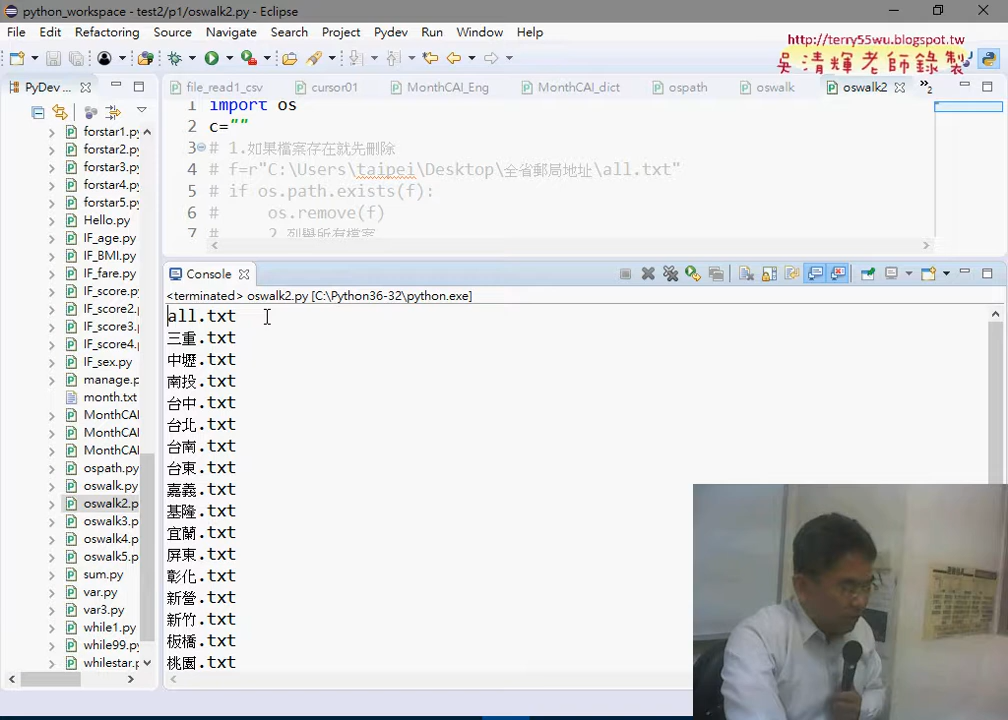 python_workspace - test2/p1/oswalk2.py - Eclipse
File Edit Refactoring Source Navigate Search Project Pydev Run Window Help
http://terry55wu.blogspot.tw
吳清輝老師錄製
PyDev...
file_read1_csv cursor01 MonthCAI_Eng MonthCAI_dict ospath oswalk oswalk2
forstar1.py
forstar2.py
forstar3.py
forstar4.py
forstar5.py
Hello.py
IF_age.py
IF_BMI.py
IF_fare.py
IF_score.py
IF_score2.p
IF_score3.p
IF_score4.p
IF_sex.py
manage.p
month.txt
MonthCAI
MonthCAI
MonthCAI
ospath.py
oswalk.py
oswalk2.p
oswalk3.p
oswalk4.p
oswalk5.p
sum.py
var.py
var3.py
while1.py
while99.py
whilestar.p
1 import os
2 c=""
3 # 1.如果檔案存在就先刪除
4 # f=r"C:\Users\taipei\Desktop\全省郵局地址\all.txt"
5 # if os.path.exists(f):
6 # os.remove(f)
# 2.列舉所有檔案
Console
<terminated> oswalk2.py [C:\Python36-32\python.exe]
all.txt
三重.txt
中壢.txt
南投.txt
台中.txt
台北.txt
台南.txt
台東.txt
嘉義.txt
基隆.txt
宜蘭.txt
屏東.txt
彰化.txt
新營.txt
新竹.txt
板橋.txt
桃園.txt